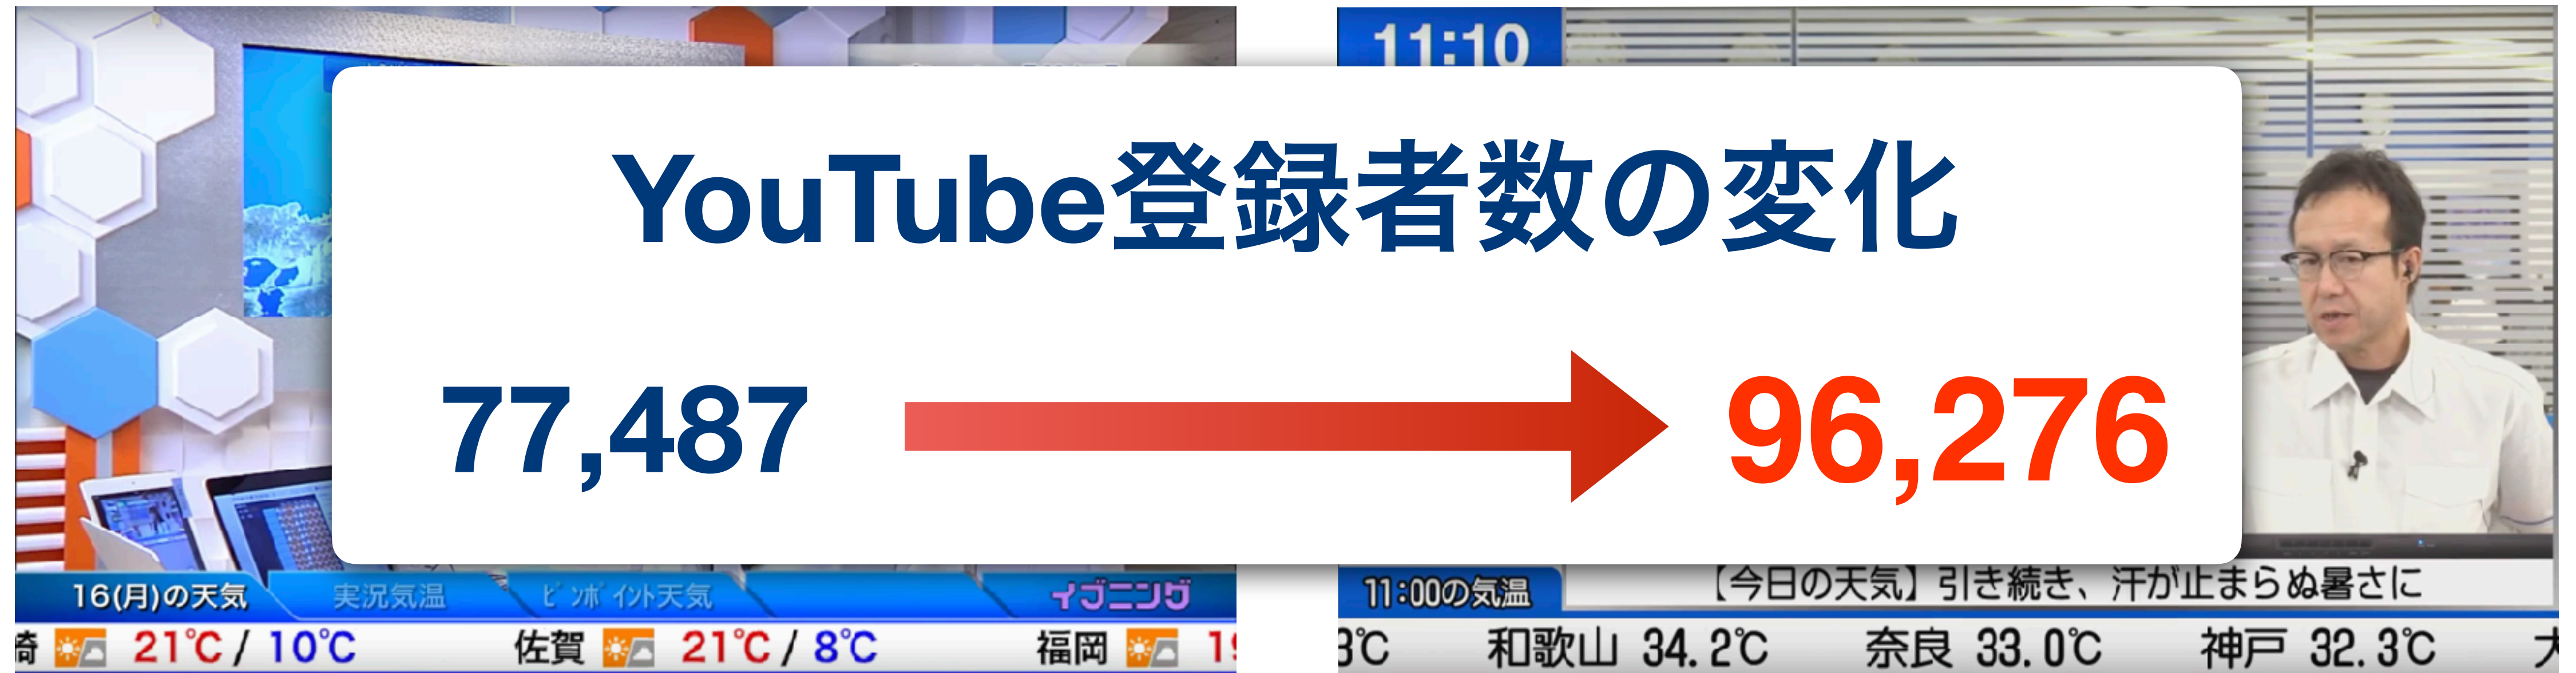 11:10
YouTube登録者数の変化
77,487
96,276
16(月)の天気 実況気温 ピンポイント天気 イブニング
崎 21℃/10℃ 佐賀 21℃/8℃ 福岡
11:00の気温 【今日の天気】引き続き、汗が止まらぬ暑さに
3℃ 和歌山 34.2℃ 奈良 33.0℃ 神戸 32.3℃